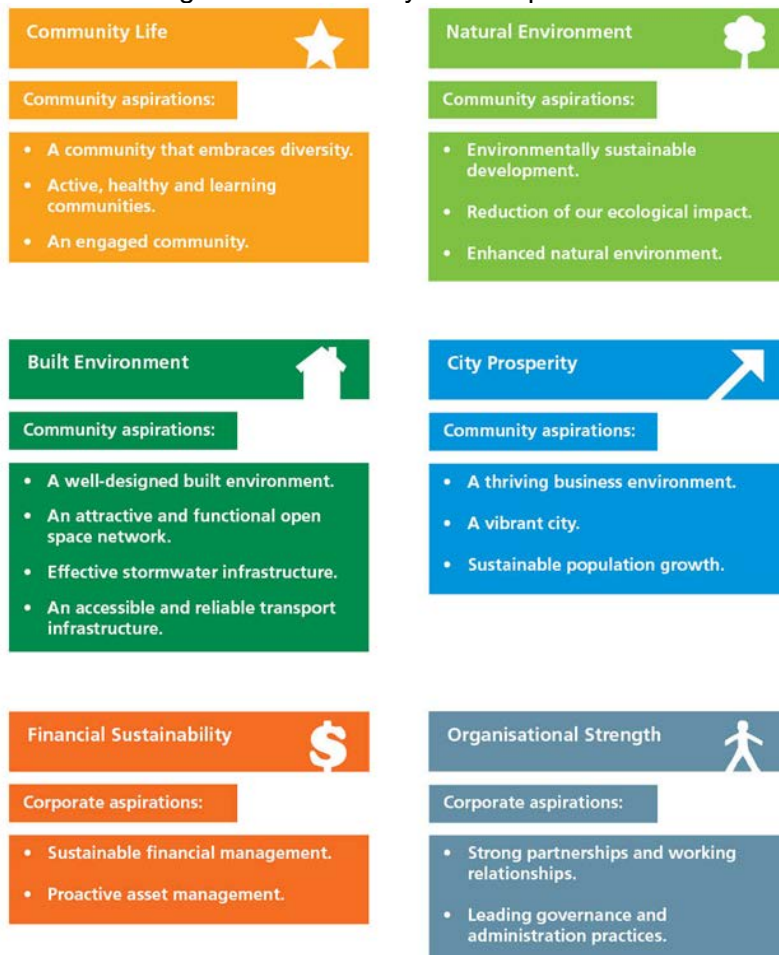 Community Life
Community aspirations:
• A community that embraces diversity.
• Active, healthy and learning
communities.
• An engaged community.
Natural Environment
Community aspirations:
• Environmentally sustainable
development.
• Reduction of our ecological impact.
• Enhanced natural environment.
Built Environment
Community aspirations:
• A well-designed built environment.
• An attractive and functional open
space network.
• Effective stormwater infrastructure.
• An accessible and reliable transport
infrastructure.
City Prosperity
Community aspirations:
• A thriving business environment.
• A vibrant city.
• Sustainable population growth.
Financial Sustainability
$
Corporate aspirations:
• Sustainable financial management.
• Proactive asset management.
Organisational Strength
Corporate aspirations:
• Strong partnerships and working
relationships.
• Leading governance and
administration practices.